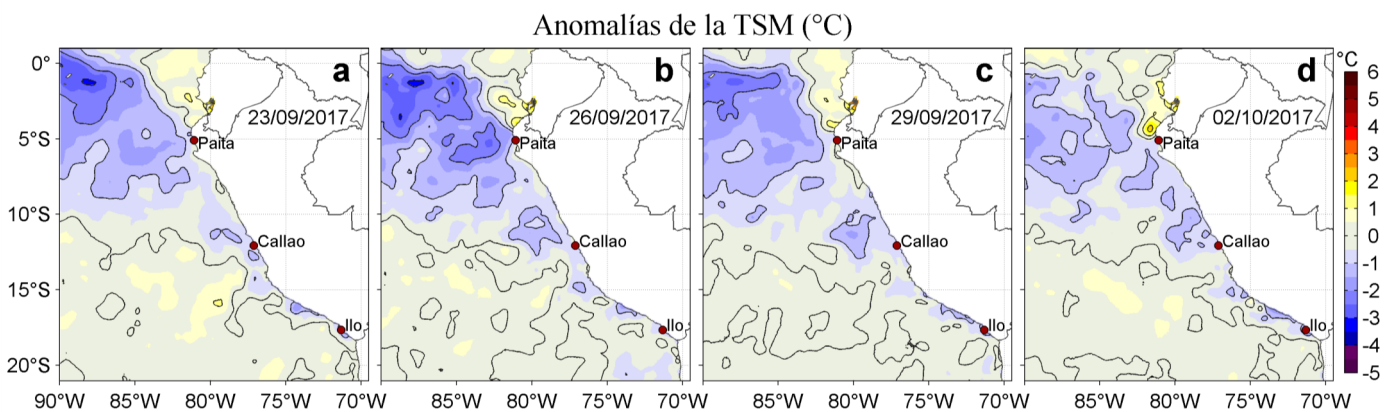 Anomalías de la TSM (°C)
a
b
c
d
23/09/2017
26/09/2017
29/09/2017
02/10/2017
Paita
Paita
Paita
Paita
Callao
Callao
Callao
Callao
Ilo
Ilo
Ilo
Ilo
0°
5°S
10°S
15°S
20°S
90°W 85°W 80°W 75°W 70°W
85°W 80°W 75°W 70°W
85°W 80°W 75°W 70°W
85°W 80°W 75°W 70°W
°C
6
5
4
3
2
1
0
-1
-2
-3
-4
-5